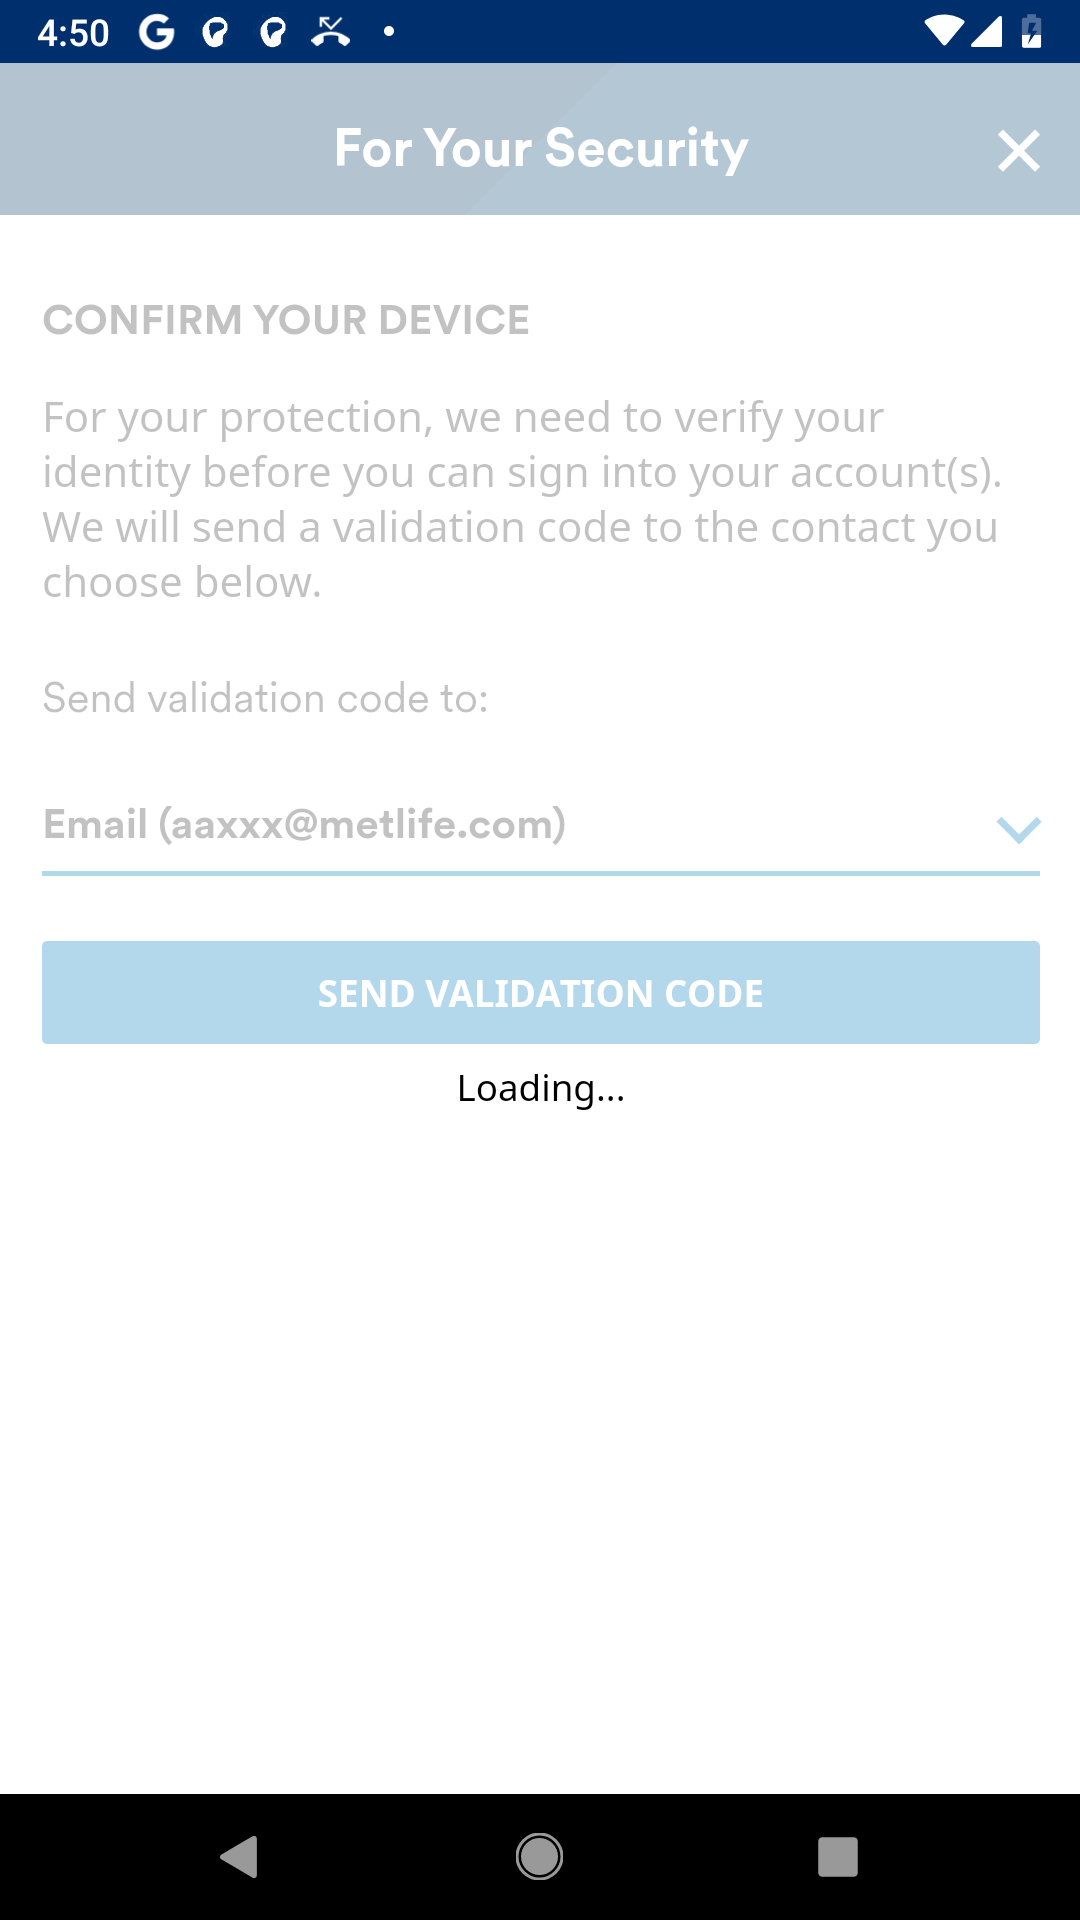 4:50
For Your Security
CONFIRM YOUR DEVICE
For your protection, we need to verify your
identity before you can sign into your account(s).
We will send a validation code to the contact you
choose below.
Send validation code to:
Email (aaxxx@metlife.com)
SEND VALIDATION CODE
Loading...